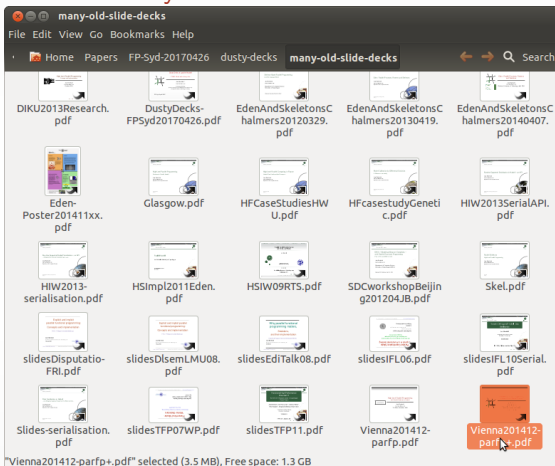 many-old-slide-decks
File Edit View Go Bookmarks Help
Home Papers FP-Syd-20170426 dusty-decks many-old-slide-decks Search
DIKU2013Research. DustyDecks- EdenAndSkeletonsC EdenAndSkeletonsC EdenAndSkeletonsC
pdf FPSyd20170426.pdf halmers20120329. halmers20130419. halmers20140407.
pdf pdf pdf
Eden- Glasgow.pdf HFCaseStudiesHW HFcasestudyGeneti HIW2013SerialAPI.
Poster201411xx. U.pdf c.pdf pdf
pdf
HIW2013- HSImpl2011Eden. HSIW09RTS.pdf SDCworkshopBeijin Skel.pdf
serialisation.pdf pdf g201204JB.pdf
slidesDisputatio- slidesDIsemLMU08. slidesEdiTalk08.pdf slidesIFL06.pdf slidesIFL10Serial.
FRI.pdf pdf pdf
Slides-serialisation. slidesTFP07WP.pdf slidesTFP11.pdf Vienna201412- Vienna201412-
pdf parfp.pdf parfp+.pdf
"Vienna201412-parfp+.pdf" selected (3.5 MB), Free space: 1.3 GB